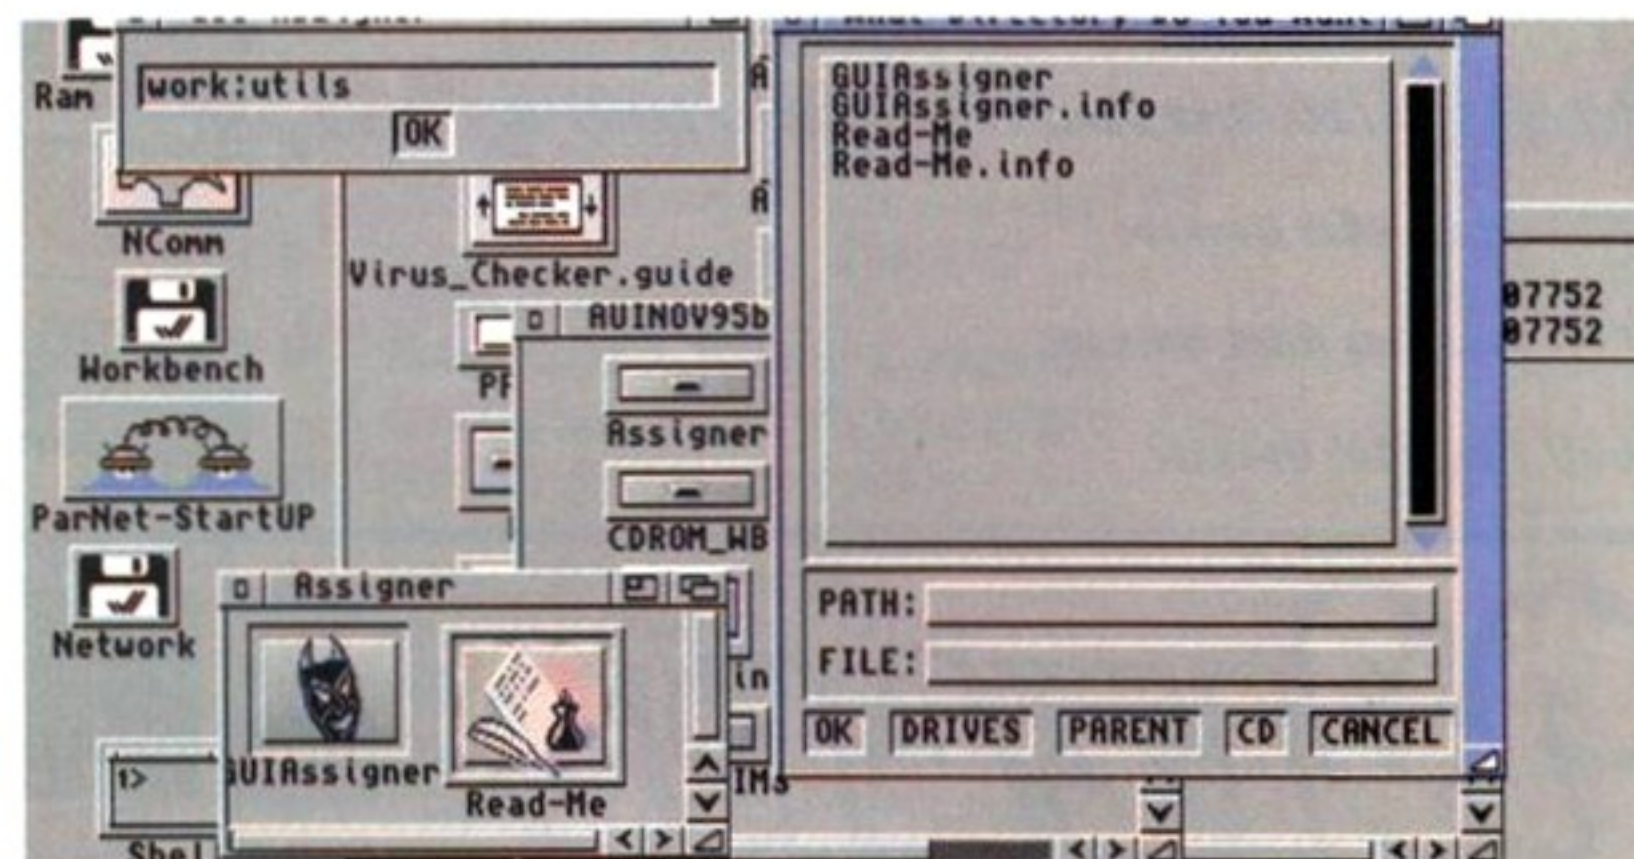 Ram
work:utils
OK
GUIAssigner
GUIAssigner.info
Read-Me
Read-Me.info
NComm
Virus_Checker.guide
07752
07752
AUINOV95b
Workbench
Assigner
ParNet-StartUP
CDROM_WB
Assigner
Network
PATH:
FILE:
OK DRIVES PARENT CD CANCEL
1>
GUIAssigner
Read-Me